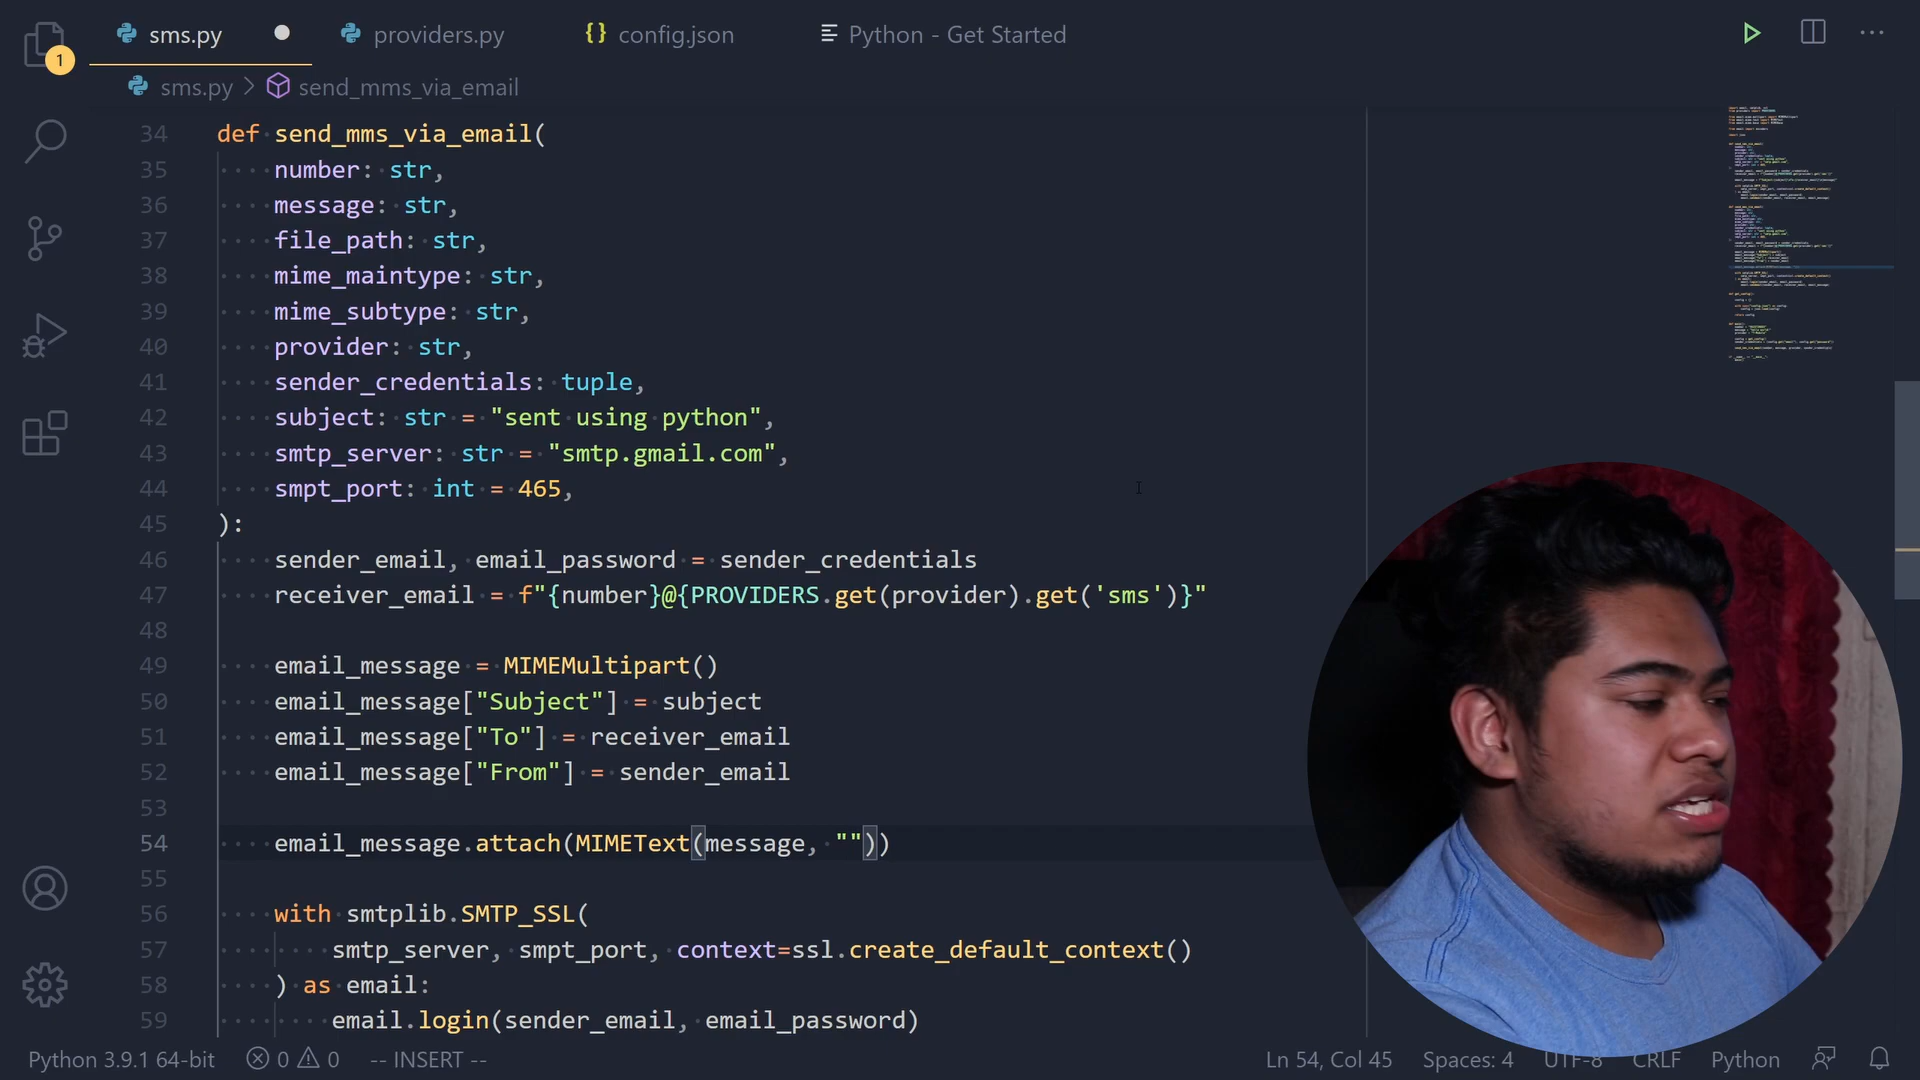 sms.py
providers.py
{} config.json
Python - Get Started
1
sms.py > send_mms_via_email
34 def send_mms_via_email(
35 number: str,
36 message: str,
37 file_path: str,
38 mime_maintype: str,
39 mime_subtype: str,
40 provider: str,
41 sender_credentials: tuple,
42 subject: str = "sent using python",
43 smtp_server: str = "smtp.gmail.com",
44 smpt_port: int = 465,
45 ):
46 sender_email, email_password = sender_credentials
47 receiver_email = f"{number}@{PROVIDERS.get(provider).get('sms')}"
48
49 email_message = MIMEMultipart()
50 email_message["Subject"] = subject
51 email_message["To"] = receiver_email
52 email_message["From"] = sender_email
53
54 email_message.attach(MIMEText(message, ""))
55
56 with smtplib.SMTP_SSL(
57 smtp_server, smpt_port, context=ssl.create_default_context()
58 ) as email:
59 email.login(sender_email, email_password)
Python 3.9.1 64-bit 0 0 -- INSERT -- Ln 54, Col 45 Spaces: 4 UTF-8 CRLF Python